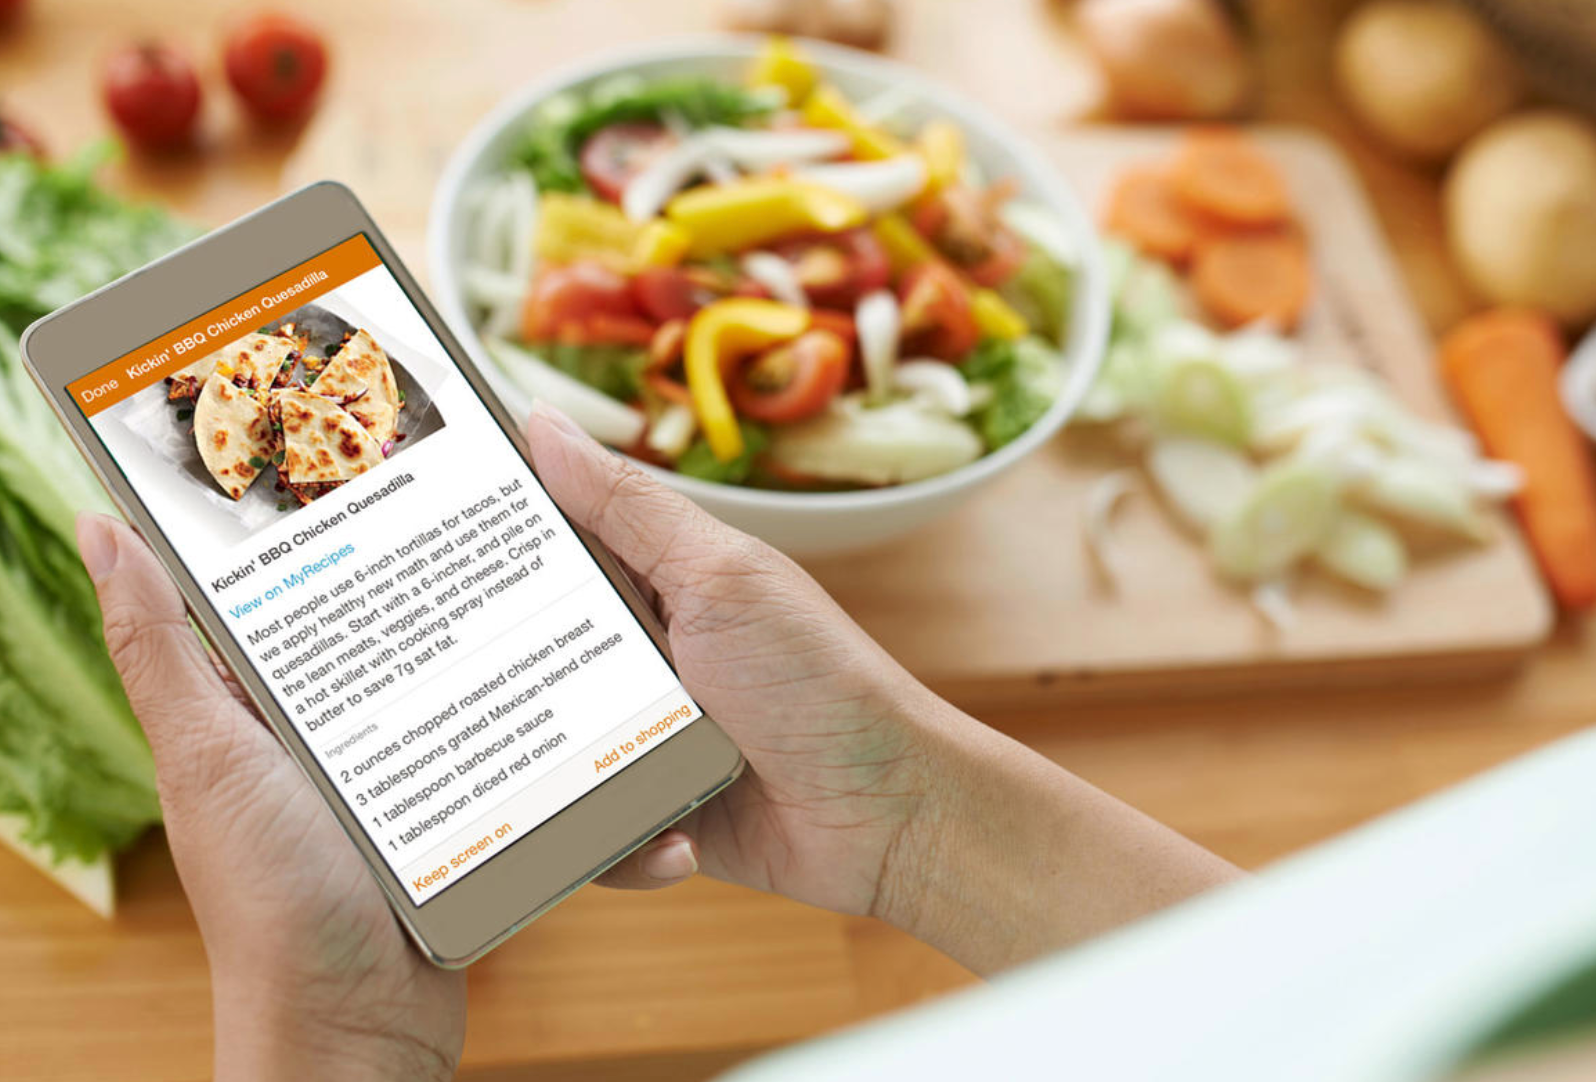 Done Kickin' BBQ Chicken Quesadilla
Kickin' BBQ Chicken Quesadilla
View on MyRecipes
Most people use 6-inch tortillas for tacos, but
we apply healthy new math and use them for
quesadillas. Start with a 6-incher, and pile on
the lean meats, veggies, and cheese. Crisp in
a hot skillet with cooking spray instead of
butter to save 7g sat fat.
Ingredients
2 ounces chopped roasted chicken breast
3 tablespoons grated Mexican-blend cheese
1 tablespoon barbecue sauce
1 tablespoon diced red onion
Keep screen on
Add to shopping